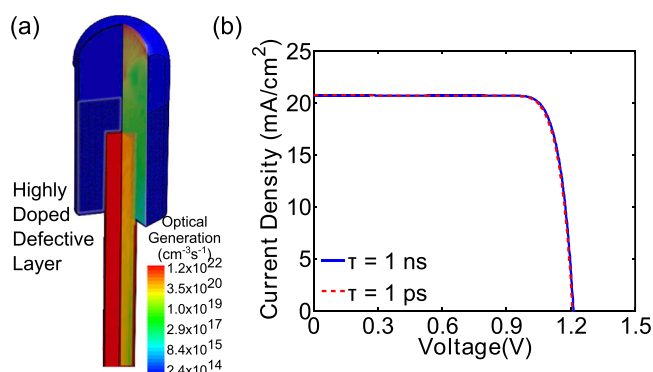 (a)
Highly
Doped
Defective
Layer
Optical
Generation
(cm⁻³s⁻¹)
1.2x10²²
3.5x10²⁰
1.0x10¹⁹
2.9x10¹⁷
8.4x10¹⁵
2.4x10¹⁴
(b)
Current Density (mA/cm²)
25
20
15
10
5
0
τ = 1 ns
τ = 1 ps
0 0.3 0.6 0.9 1.2 1.5
Voltage(V)